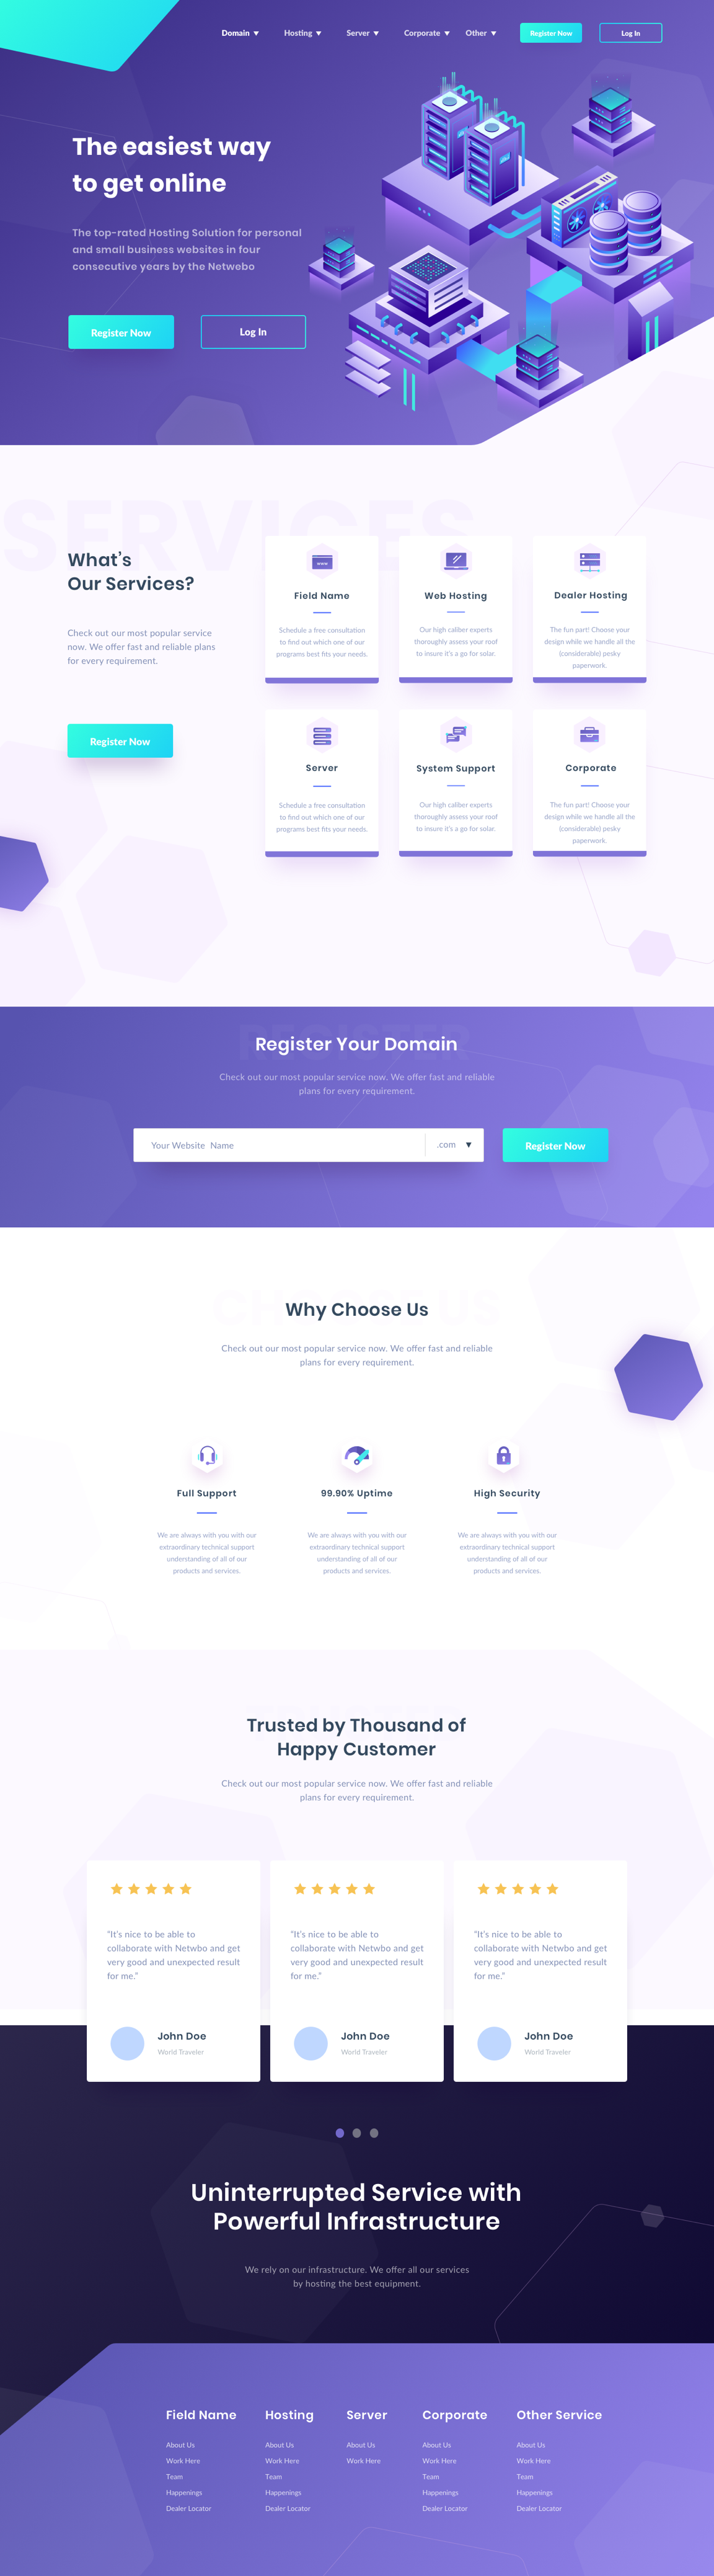 Domain ▼ Hosting ▼ Server ▼ Corporate ▼ Other ▼ Register Now Log In
The easiest way
to get online
The top-rated Hosting Solution for personal
and small business websites in four
consecutive years by the Netwebo
Register Now Log In
SERVICES
What's
Our Services?
Check out our most popular service
now. We offer fast and reliable pots
for every requirement.
Register Now
www
Field Name
Schedule a free consultation
to find out which one of our
programs best fits your needs.
Web Hosting
Our high caliber experts
thoroughly assess your roof
to insure it's a go for solar.
Dealer Hosting
The fun part! Choose your
design while we handle all the
(considerable) pesky
paperwork.
Server
Schedule a free consultation
to find out which one of our
programs best fits your needs.
System Support
Our high caliber experts
thoroughly assess your roof
to insure it's a go for solar.
Corporate
The fun part! Choose your
design while we handle all the
(considerable) pesky
paperwork.
REGISTER
Register Your Domain
Check out our most popular service now. We offer fast and reliable
plans for every requirement.
Your Website Name .com ▼ Register Now
CHOOSE US
Why Choose Us
Check out our most popular service now. We offer fast and reliable
plans for every requirement.
Full Support
We are always with you with our
extraordinary technical support
understanding of all of our
products and services.
99.90% Uptime
We are always with you with our
extraordinary technical support
understanding of all of our
products and services.
High Security
We are always with you with our
extraordinary technical support
understanding of all of our
products and services.
Trusted by Thousand of
Happy Customer
Check out our most popular service now. We offer fast and reliable
plans for every requirement.
"It's nice to be able to
collaborate with Netwbo and get
very good and unexpected result
for me."
John Doe
World Traveler
"It's nice to be able to
collaborate with Netwbo and get
very good and unexpected result
for me."
John Doe
World Traveler
"It's nice to be able to
collaborate with Netwbo and get
very good and unexpected result
for me."
John Doe
World Traveler
Uninterrupted Service with
Powerful Infrastructure
We rely on our infrastructure. We offer all our services
by hosting the best equipment.
Field Name
About Us
Work Here
Team
Happenings
Dealer Locator
Hosting
About Us
Work Here
Team
Happenings
Dealer Locator
Server
About Us
Work Here
Corporate
About Us
Work Here
Team
Happenings
Dealer Locator
Other Service
About Us
Work Here
Team
Happenings
Dealer Locator